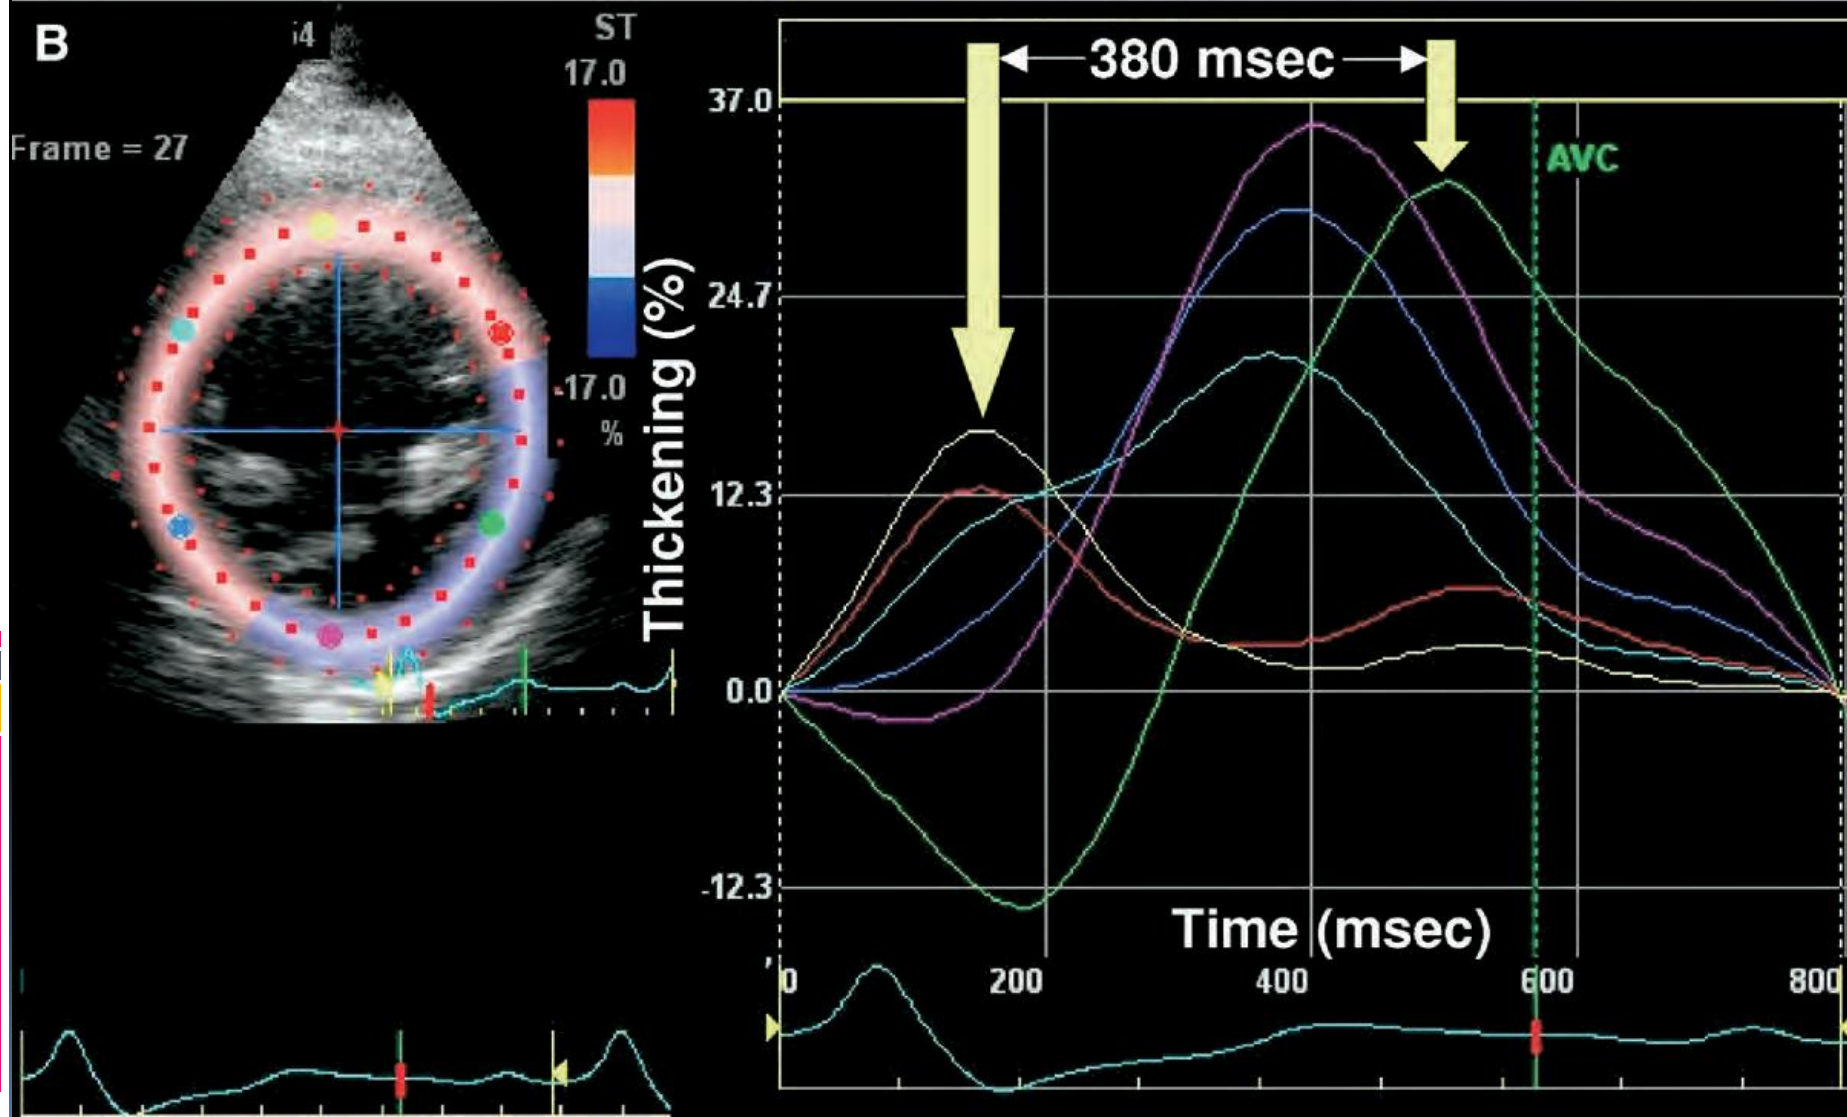 B
i4
ST
17.0
Frame = 27
-17.0
%
Thickening (%)
380 msec
37.0
24.7
12.3
0.0
-12.3
AVC
Time (msec)
0 200 400 600 800